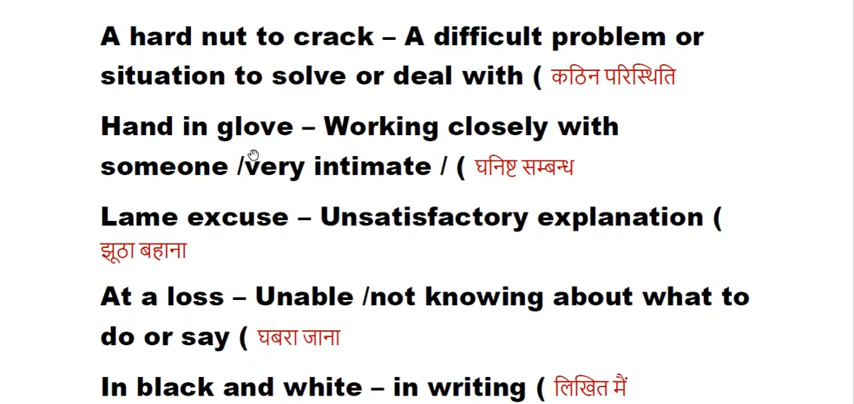 A hard nut to crack – A difficult problem or
situation to solve or deal with ( कठिन परिस्थिति
Hand in glove – Working closely with
someone /very intimate / ( घनिष्ट सम्बन्ध
Lame excuse – Unsatisfactory explanation (
झूठा बहाना
At a loss – Unable /not knowing about what to
do or say ( घबरा जाना
In black and white – in writing ( लिखित मैं